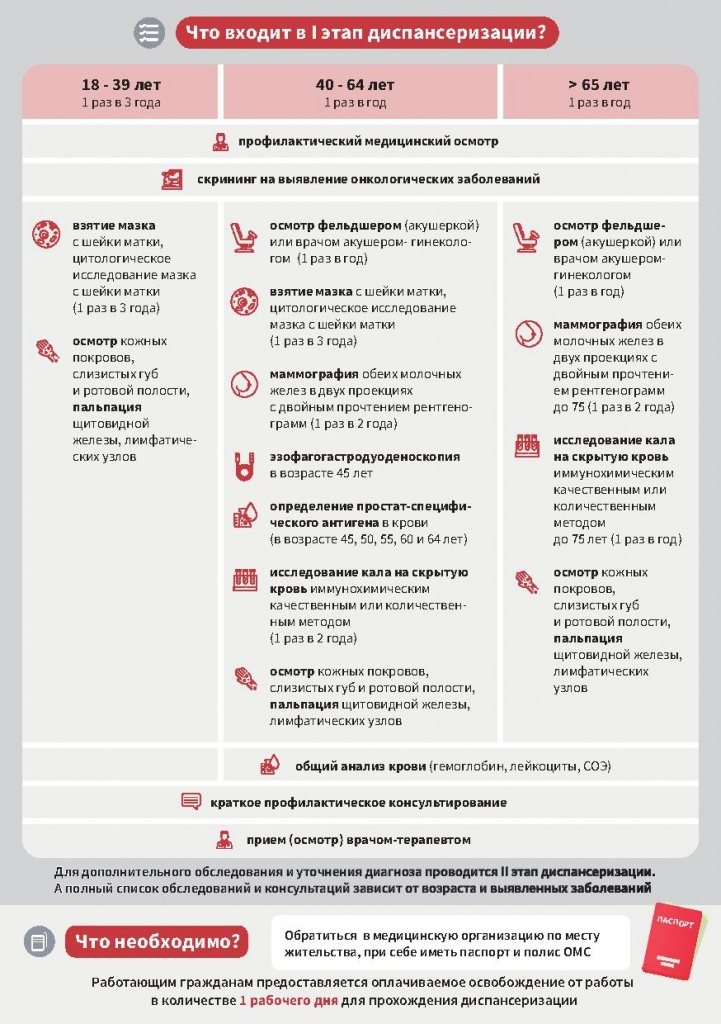 Что входит в I этап диспансеризации?
18 - 39 лет
1 раз в 3 года
40 - 64 лет
1 раз в год
> 65 лет
1 раз в год
профилактический медицинский осмотр
скрининг на выявление онкологических заболеваний
взятие мазка
с шейки матки,
цитологическое
исследование мазка
с шейки матки
(1 раз в 3 года)
осмотр кожных
покровов,
слизистых губ
и ротовой полости,
пальпация
щитовидной
железы, лимфатиче-
ских узлов
осмотр фельдшером (акушеркой)
или врачом акушером- гинеколо-
гом (1 раз в год)
взятие мазка с шейки матки,
цитологическое исследование
мазка с шейки матки
(1 раз в 3 года)
маммография обеих молочных
желез в двух проекциях
с двойным прочтением рентгено-
грамм (1 раз в 2 года)
эзофагогастродуоденоскопия
в возрасте 45 лет
определение простат-специфи-
ческого антигена в крови
(в возрасте 45, 50, 55, 60 и 64 лет)
исследование кала на скрытую
кровь иммунохимическим
качественным или количествен-
ным методом
(1 раз в 2 года)
осмотр кожных покровов,
слизистых губ и ротовой полости,
пальпация щитовидной железы,
лимфатических узлов
осмотр фельдше-
ром (акушеркой) или
врачом акушером-
гинекологом
(1 раз в год)
маммография обеих
молочных желез в
двух проекциях с
двойным прочтени-
ем рентгенограмм
до 75 (1 раз в 2 года)
исследование кала
на скрытую кровь
иммунохимическим
качественным или
количественным
методом
до 75 лет (1 раз в год)
осмотр кожных
покровов,
слизистых губ
и ротовой полости,
пальпация
щитовидной железы,
лимфатических
узлов
общий анализ крови (гемоглобин, лейкоциты, СОЭ)
краткое профилактическое консультирование
прием (осмотр) врачом-терапевтом
Для дополнительного обследования и уточнения диагноза проводится II этап диспансеризации.
А полный список обследований и консультаций зависит от возраста и выявленных заболеваний
Что необходимо?
Обратиться в медицинскую организацию по месту
жительства, при себе иметь паспорт и полис ОМС
ПАСПОРТ
Работающим гражданам предоставляется оплачиваемое освобождение от работы
в количестве 1 рабочего дня для прохождения диспансеризации